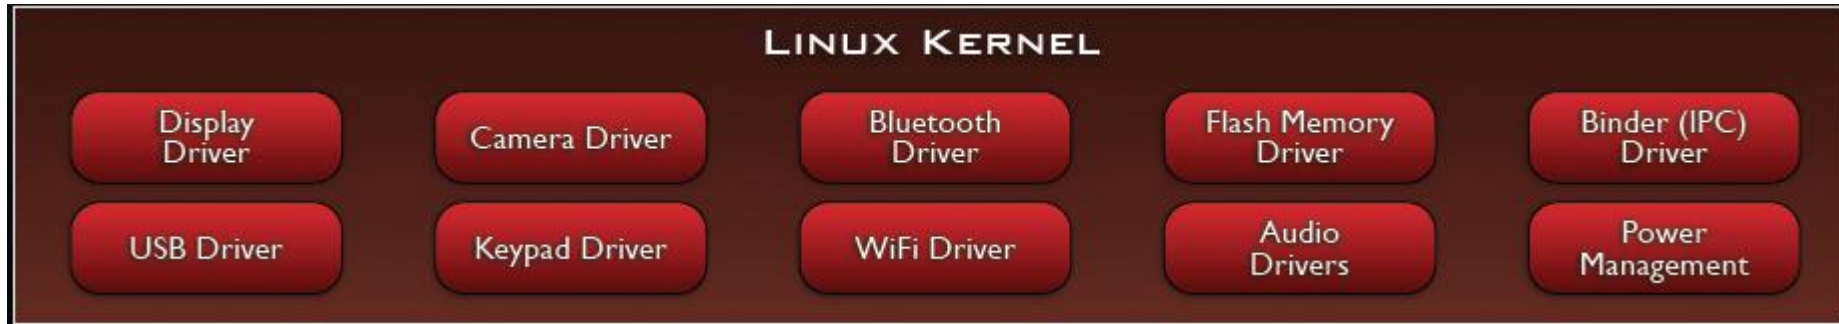 LINUX KERNEL
Display
Driver
Camera Driver
Bluetooth
Driver
Flash Memory
Driver
Binder (IPC)
Driver
USB Driver
Keypad Driver
WiFi Driver
Audio
Drivers
Power
Management